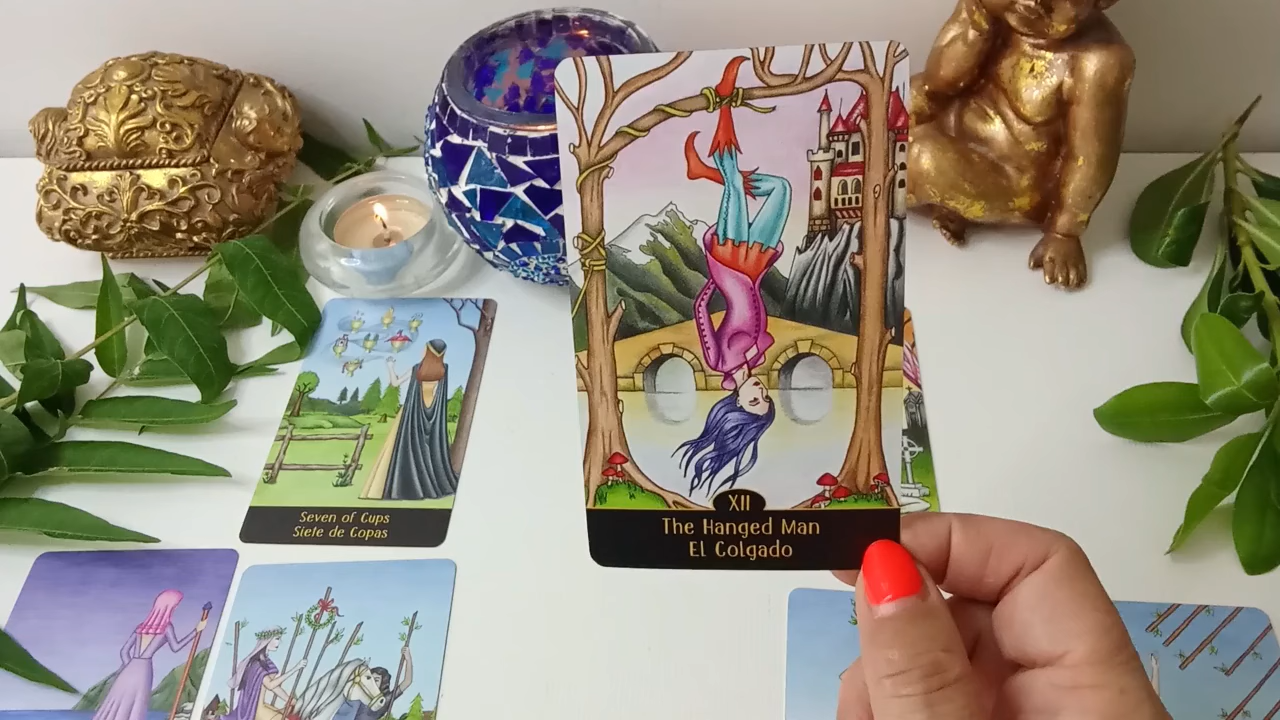 Seven of Cups
Siete de Copas
XII
The Hanged Man
El Colgado